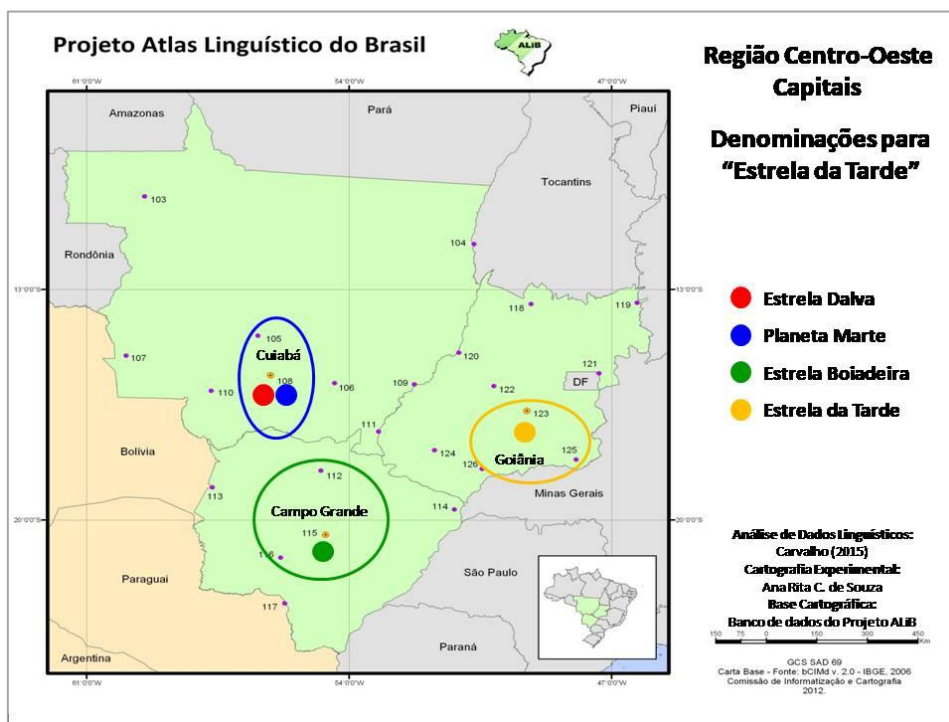 Projeto Atlas Linguístico do Brasil
ALiB
Região Centro-Oeste
Capitais
Denominações para
“Estrela da Tarde”
61°0'0"
54°0'0"
47°0'0"
Amazonas
Pará
Piauí
Tocantins
103
104
Rondônia
13°0'0"S
13°0'0"S
118
119
105
Cuiabá
107
120
121
DF
108
106
109
122
110
123
111
Goiânia
124
125
126
Bolívia
112
Minas Gerais
113
Campo Grande
114
20°0'0"S
20°0'0"S
115
116
São Paulo
Paraguai
117
Paraná
Argentina
61°0'0"
54°0'0"
47°0'0"
Estrela Dalva
Planeta Marte
Estrela Boiadeira
Estrela da Tarde
Análise de Dados Linguísticos:
Carvalho (2015)
Cartografia Experimental:
Ana Rita C. de Souza
Base Cartográfica:
Banco de dados do Projeto ALiB
150 75 0 150 300 450
Km
GCS SAD 69
Carta Base - Fonte: bCIMd v. 2.0 - IBGE, 2006
Comissão de Informatização e Cartografia
2012.